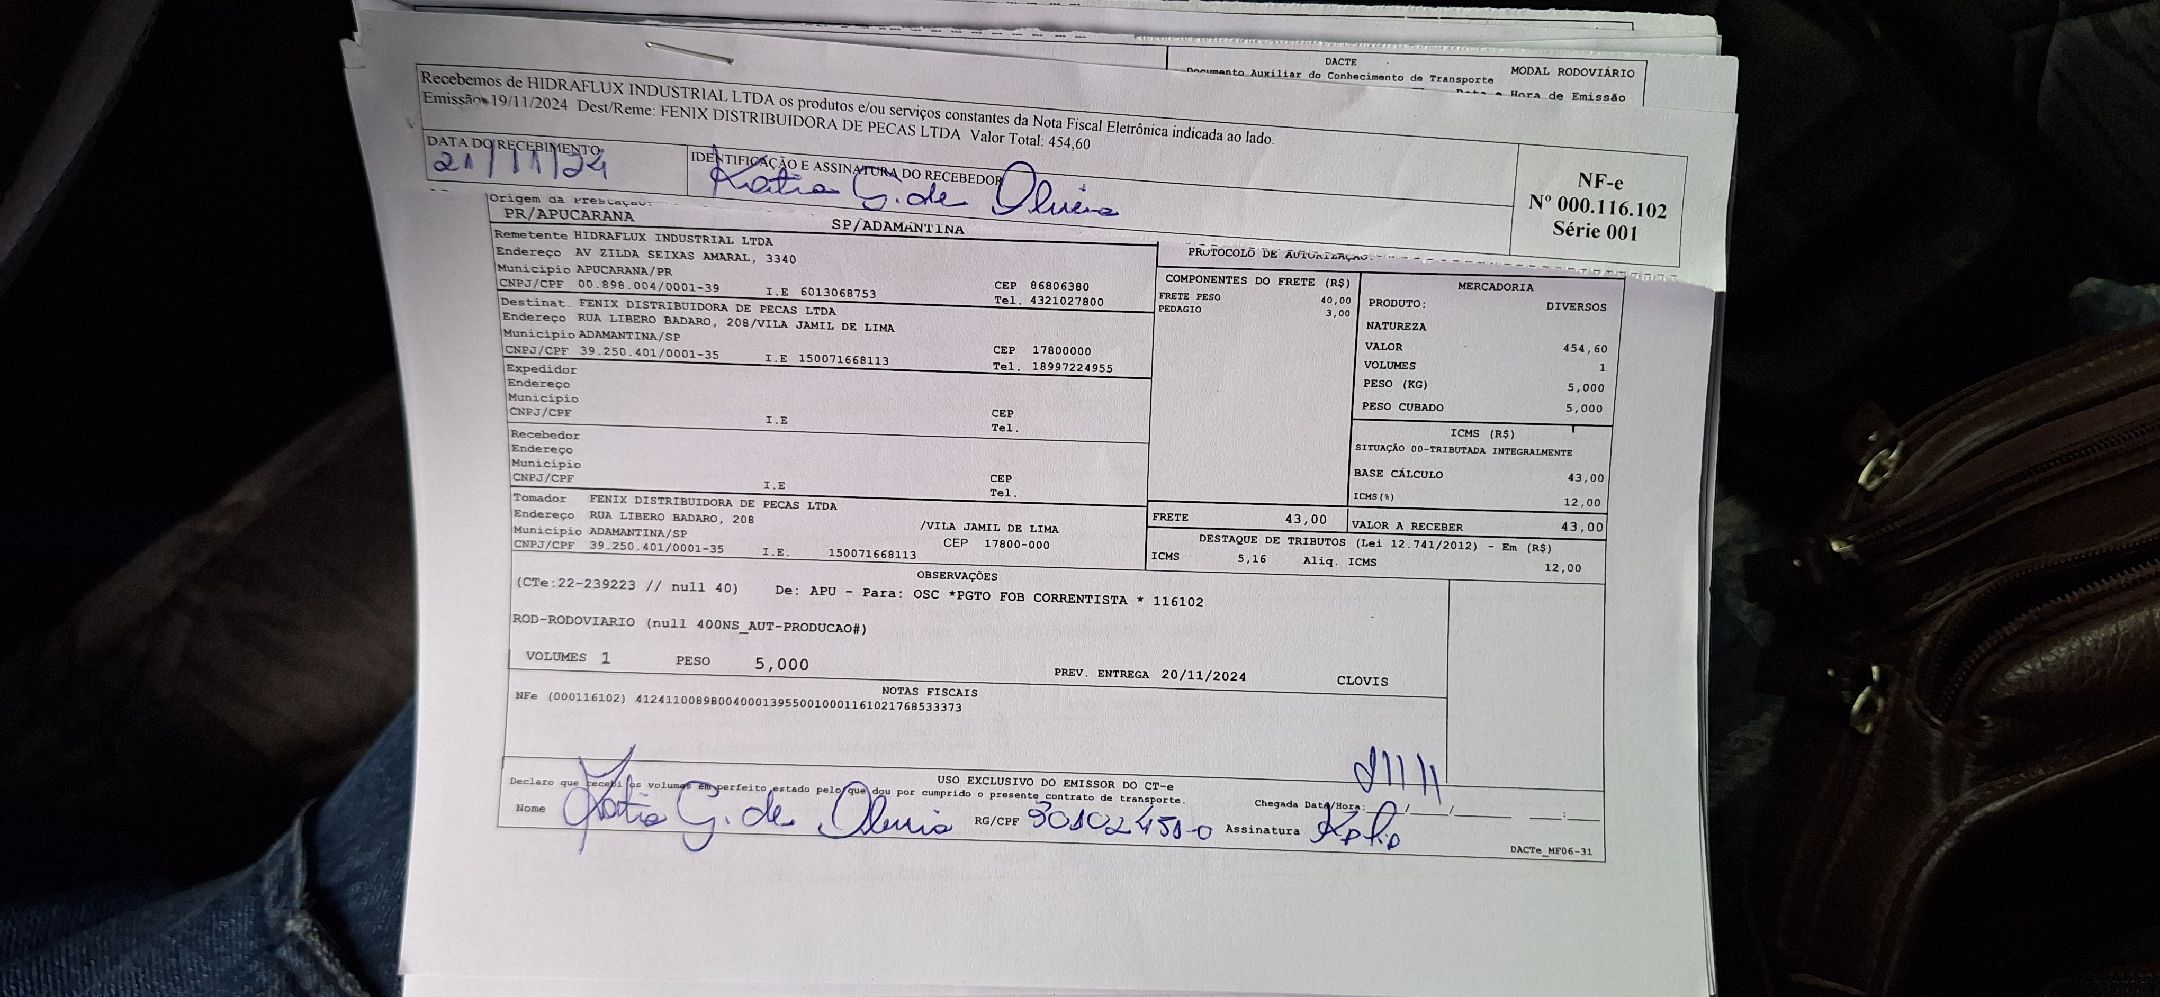 DACTE
Documento Auxiliar do Conhecimento de Transporte
MODAL RODOVIÁRIO
Data e Hora de Emissão
Recebemos de HIDRAFLUX INDUSTRIAL LTDA os produtos e/ou serviços constantes da Nota Fiscal Eletrônica indicada ao lado.
Emissão: 19/11/2024 Dest/Reme: FENIX DISTRIBUIDORA DE PECAS LTDA Valor Total: 454,60
DATA DO RECEBIMENTO
21/11/24
IDENTIFICAÇÃO E ASSINATURA DO RECEBEDOR
Katia G. de Oliveira
NF-e
Nº 000.116.102
Série 001
Origem da Prestação:
PR/APUCARANA
SP/ADAMANTINA
Remetente HIDRAFLUX INDUSTRIAL LTDA
Endereço AV ZILDA SEIXAS AMARAL, 3340
Municipio APUCARANA/PR
CEP 86806380
CNPJ/CPF 00.898.004/0001-39 I.E 6013068753
Tel. 4321027800
Destinat. FENIX DISTRIBUIDORA DE PECAS LTDA
Endereço RUA LIBERO BADARO, 208/VILA JAMIL DE LIMA
Municipio ADAMANTINA/SP
CEP 17800000
CNPJ/CPF 39.250.401/0001-35 I.E 150071668113
Tel. 18997224955
Expedidor
Endereço
Municipio
CEP
CNPJ/CPF I.E
Tel.
Recebedor
Endereço
Municipio
CEP
CNPJ/CPF I.E
Tel.
Tomador FENIX DISTRIBUIDORA DE PECAS LTDA
Endereço RUA LIBERO BADARO, 208 /VILA JAMIL DE LIMA
Municipio ADAMANTINA/SP CEP 17800-000
CNPJ/CPF 39.250.401/0001-35 I.E. 150071668113
PROTOCOLO DE AUTORIZAÇÃO:
COMPONENTES DO FRETE (R$)
FRETE PESO 40,00
PEDAGIO 3,00
FRETE 43,00
MERCADORIA
PRODUTO: DIVERSOS
NATUREZA
VALOR 454,60
VOLUMES 1
PESO (KG) 5,000
PESO CUBADO 5,000
ICMS (R$)
SITUAÇÃO 00-TRIBUTADA INTEGRALMENTE
BASE CÁLCULO 43,00
ICMS(%) 12,00
VALOR A RECEBER 43,00
DESTAQUE DE TRIBUTOS (Lei 12.741/2012) - Em (R$)
ICMS 5,16 Aliq. ICMS 12,00
OBSERVAÇÕES
(CTe:22-239223 // null 40) De: APU - Para: OSC *PGTO FOB CORRENTISTA * 116102
ROD-RODOVIARIO (null 400NS_AUT-PRODUCAO#)
VOLUMES 1 PESO 5,000 PREV. ENTREGA 20/11/2024 CLOVIS
NOTAS FISCAIS
NFe (000116102) 41241100898004000139550010001161021768533373
USO EXCLUSIVO DO EMISSOR DO CT-e
Declaro que recebi os volumes em perfeito estado pelo que dou por cumprido o presente contrato de transporte.
Chegada Data/Hora: __/__/____ __:__
Nome Katia G. de Oliveira RG/CPF Assinatura Katia
DACTe_MF06-31